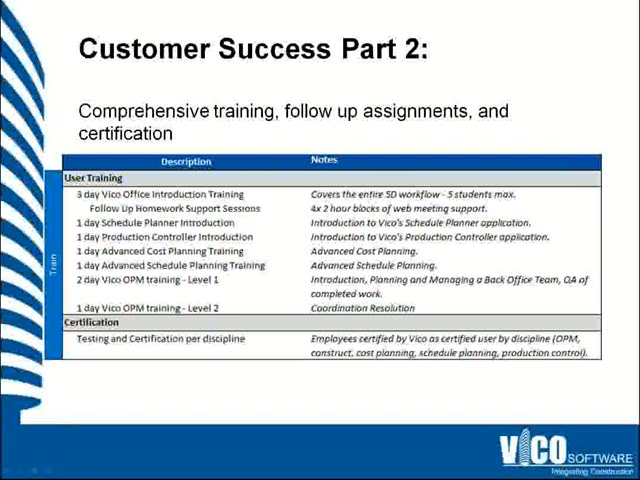 Customer Success Part 2:
Comprehensive training, follow up assignments, and
certification
Description Notes
User Training
3 day Vico Office Introduction Training Covers the entire 5D workflow - 5 students max.
Follow Up Homework Support Sessions 4x 2 hour blocks of web meeting support.
1 day Schedule Planner Introduction Introduction to Vico's Schedule Planner application.
1 day Production Controller Introduction Introduction to Vico's Production Controller application.
1 day Advanced Cost Planning Training Advanced Cost Planning.
1 day Advanced Schedule Planning Training Advanced Schedule Planning.
2 day Vico OPM training - Level 1 Introduction, Planning and Managing a Back Office Team, QA of
completed work.
1 day Vico OPM training - Level 2 Coordination Resolution
Certification
Testing and Certification per discipline Employees certified by Vico as certified user by discipline (OPM,
construct, cost planning, schedule planning, production control).
Train
VICO SOFTWARE
Integrating Construction